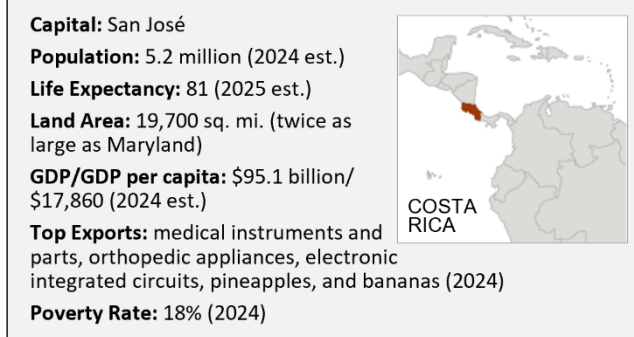 Capital: San José
Population: 5.2 million (2024 est.)
Life Expectancy: 81 (2025 est.)
Land Area: 19,700 sq. mi. (twice as
large as Maryland)
GDP/GDP per capita: $95.1 billion/
$17,860 (2024 est.)
Top Exports: medical instruments and
parts, orthopedic appliances, electronic
integrated circuits, pineapples, and bananas (2024)
Poverty Rate: 18% (2024)
COSTA
RICA